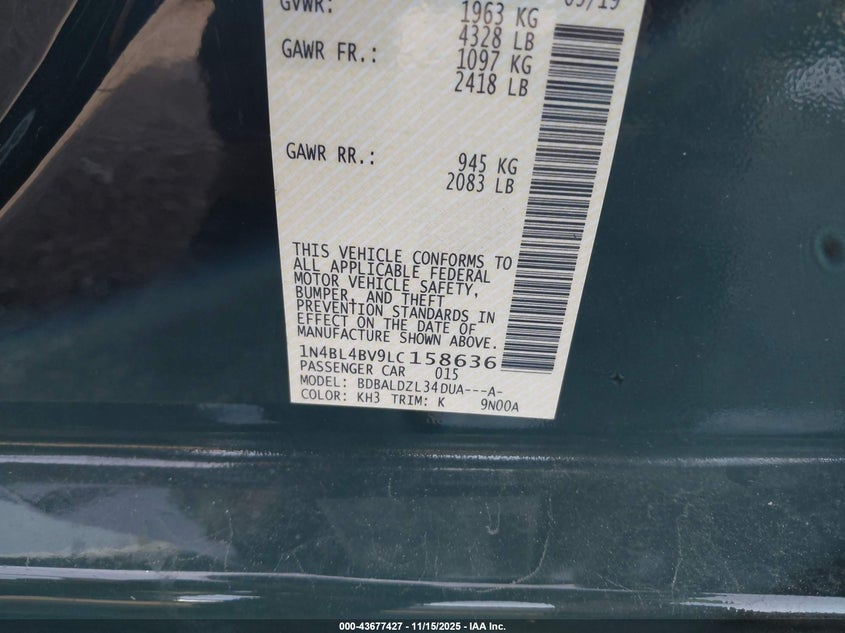 GVWR: 1963 KG 09/19
4328 LB
GAWR FR.: 1097 KG
2418 LB
GAWR RR.: 945 KG
2083 LB
THIS VEHICLE CONFORMS TO
ALL APPLICABLE FEDERAL
MOTOR VEHICLE SAFETY,
BUMPER, AND THEFT
PREVENTION STANDARDS IN
EFFECT ON THE DATE OF
MANUFACTURE SHOWN ABOVE.
1N4BL4BV9LC158636
PASSENGER CAR 015
MODEL: BDBALDZL34DUA---A-
COLOR: KH3 TRIM: K 9N00A
000-43677427 - 11/15/2025 - IAA Inc.